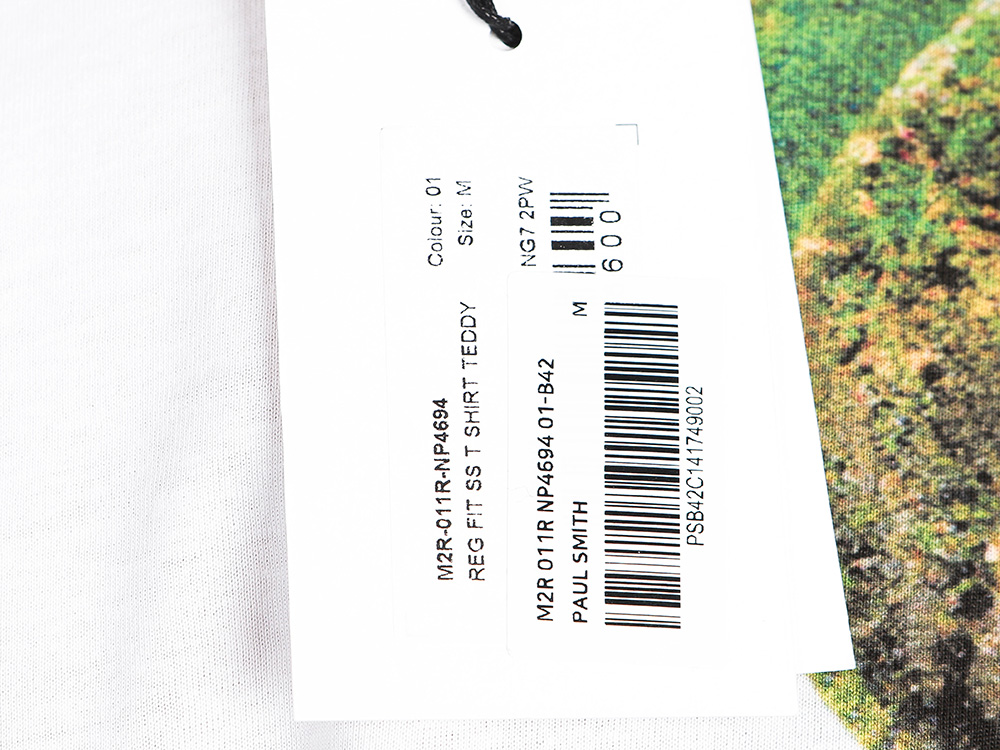 M2R-011R-NP4694
Colour: 01
REG FIT SS T SHIRT TEDDY
Size: M
NG7 2PW
600
M2R 011R NP4694 01-B42
PAUL SMITH
M
PSB42C141749002